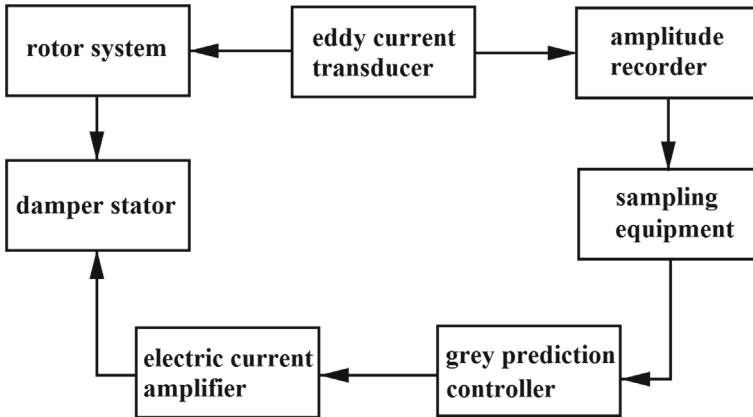 rotor system
eddy current
transducer
amplitude
recorder
damper stator
sampling
equipment
electric current
amplifier
grey prediction
controller